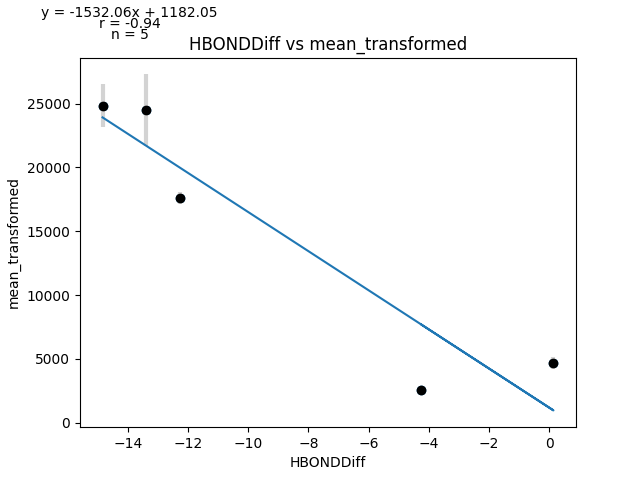 y = -1532.06x + 1182.05
r = -0.94
n = 5
HBONDDiff vs mean_transformed
mean_transformed
25000
20000
15000
10000
5000
0
−14
−12
−10
−8
−6
−4
−2
0
HBONDDiff